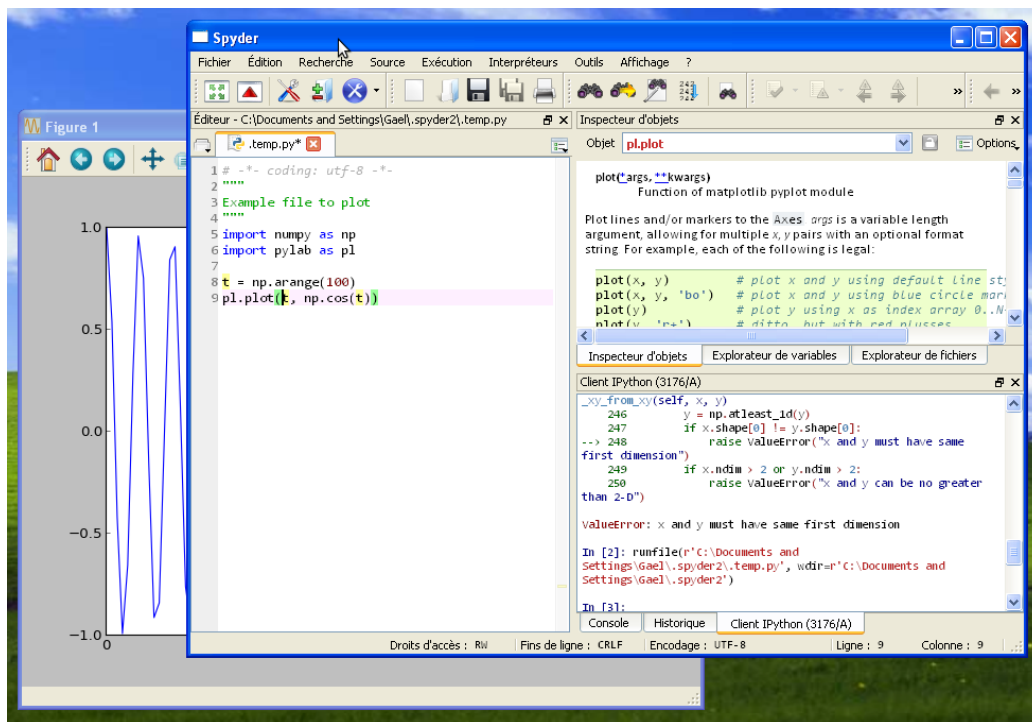 Spyder
Fichier Édition Recherche Source Exécution Interpréteurs Outils Affichage ?
Figure 1
1.0
0.5
0.0
−0.5
−1.0
0
Éditeur - C:\Documents and Settings\Gael\.spyder2\.temp.py
.temp.py*
1 # -*- coding: utf-8 -*-
2 """
3 Example file to plot
4 """
5 import numpy as np
6 import pylab as pl
7
8 t = np.arange(100)
9 pl.plot(t, np.cos(t))
Inspecteur d'objets
Objet pl.plot Options
plot(*args, **kwargs)
Function of matplotlib pyplot module
Plot lines and/or markers to the Axes args is a variable length
argument, allowing for multiple x, y pairs with an optional format
string For example, each of the following is legal:
plot(x, y) # plot x and y using default line
plot(x, y, 'bo') # plot x and y using blue circle
plot(y) # plot y using x as index array 0..N-
plot(y, 'r+') # ditto, but with red plusses
Inspecteur d'objets Explorateur de variables Explorateur de fichiers
Client IPython (3176/A)
_xy_from_xy(self, x, y)
246 y = np.atleast_1d(y)
247 if x.shape[0] != y.shape[0]:
--> 248 raise ValueError("x and y must have same
first dimension")
249 if x.ndim > 2 or y.ndim > 2:
250 raise ValueError("x and y can be no greater
than 2-D")
ValueError: x and y must have same first dimension
In [2]: runfile(r'C:\Documents and
Settings\Gael\.spyder2\.temp.py', wdir=r'C:\Documents and
Settings\Gael\.spyder2')
In [3]:
Console Historique Client IPython (3176/A)
Droits d'accès : RW Fins de ligne : CRLF Encodage : UTF-8 Ligne : 9 Colonne : 9